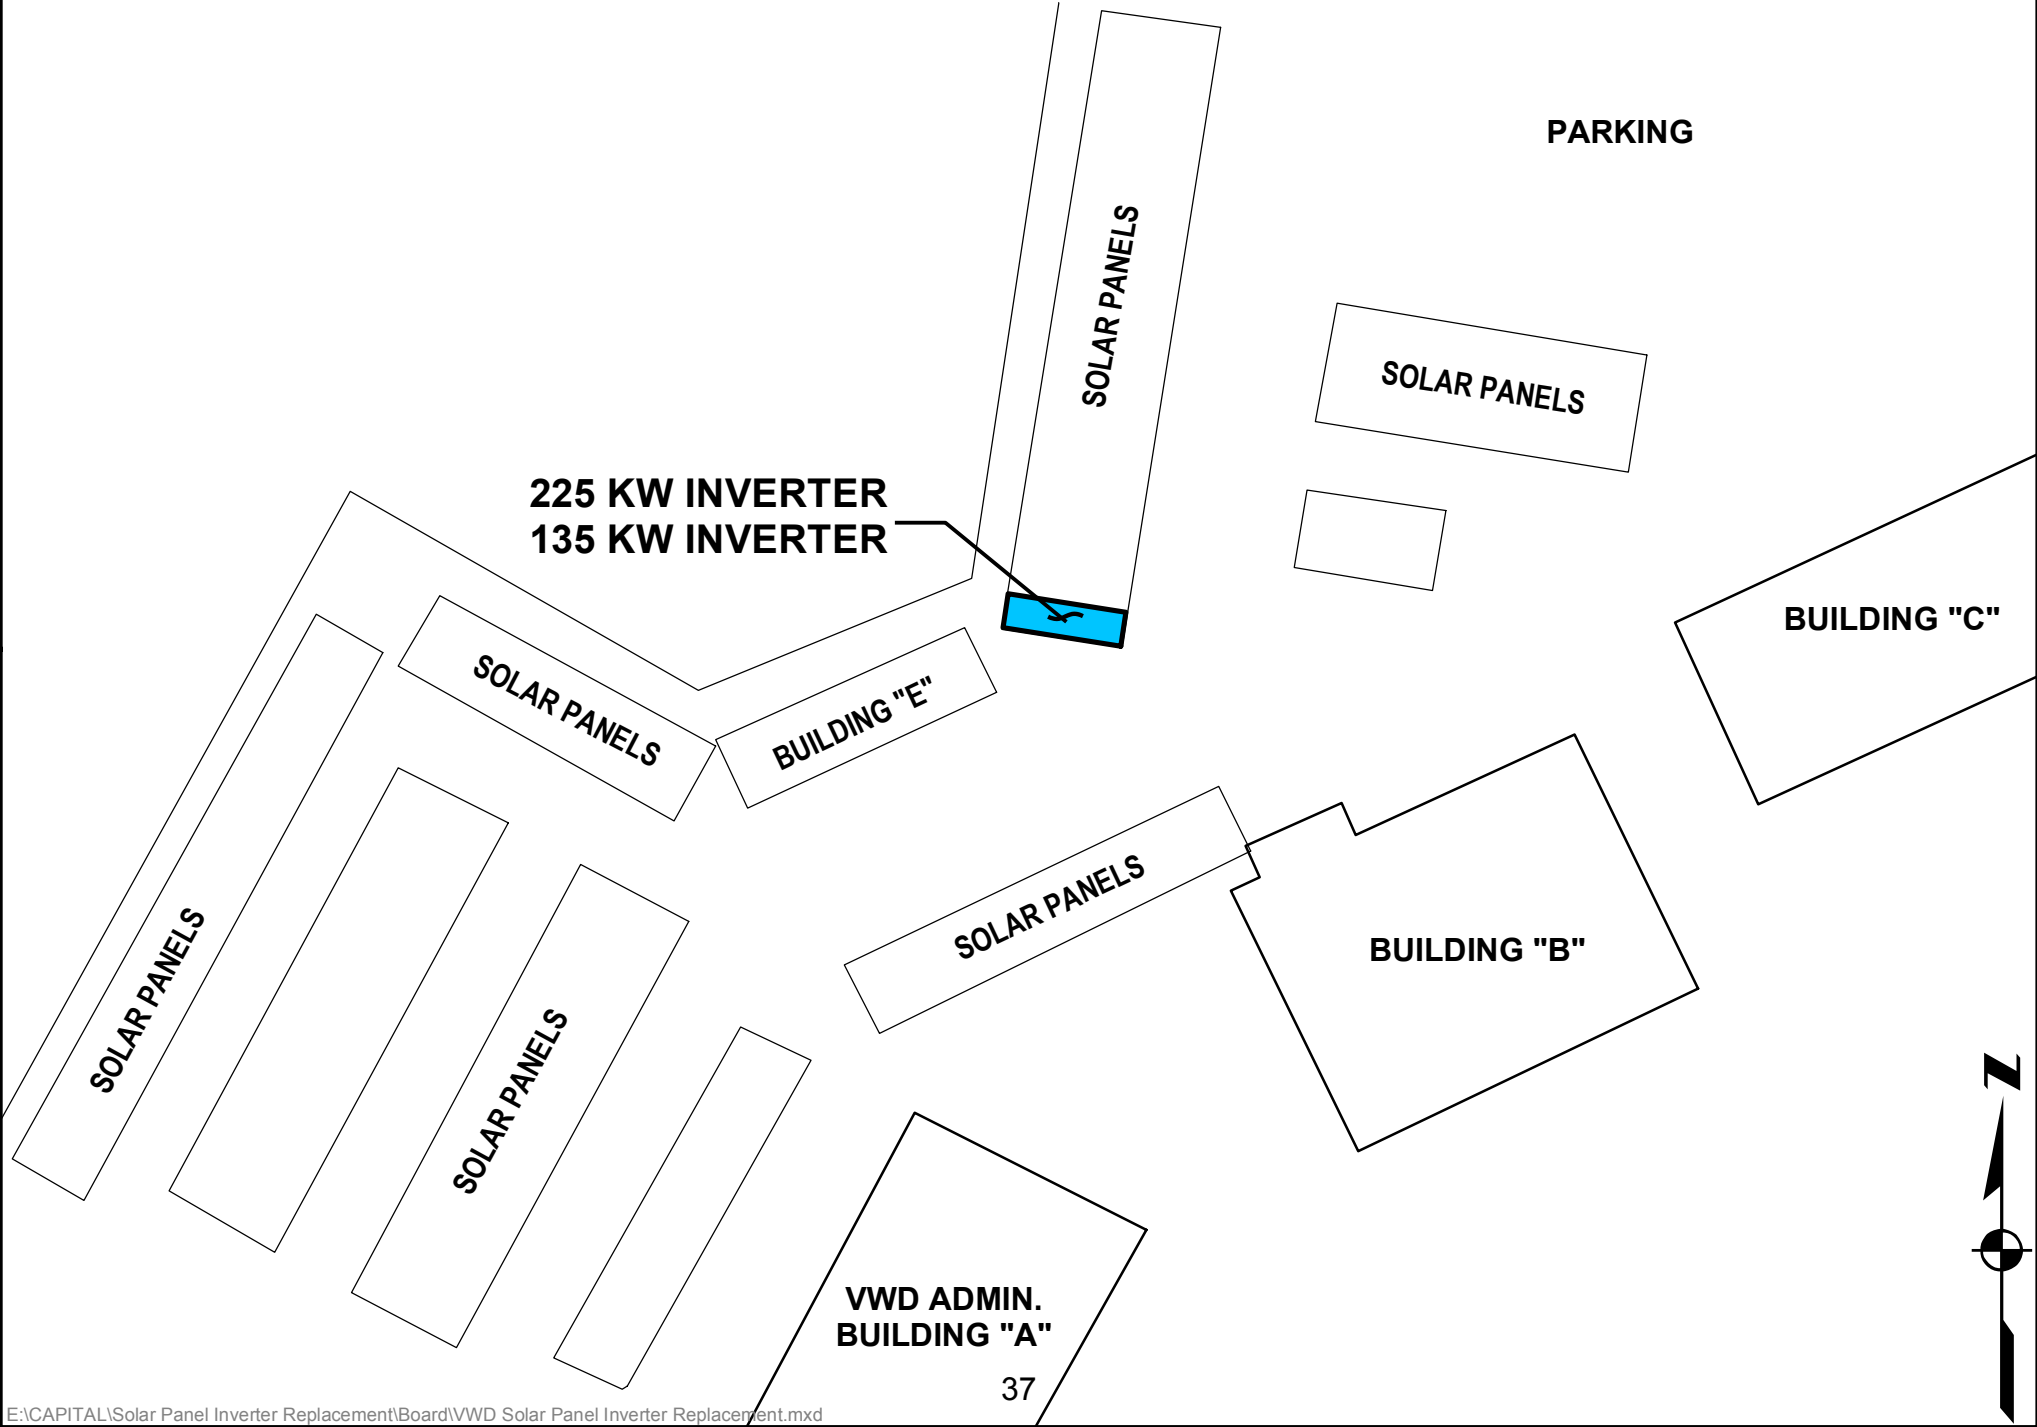 PARKING
SOLAR PANELS
SOLAR PANELS
225 KW INVERTER
135 KW INVERTER
BUILDING "C"
SOLAR PANELS
BUILDING "E"
SOLAR PANELS
BUILDING "B"
SOLAR PANELS
SOLAR PANELS
N
VWD ADMIN.
BUILDING "A"
37
E:\CAPITAL\Solar Panel Inverter Replacement\Board\VWD Solar Panel Inverter Replacement.mxd